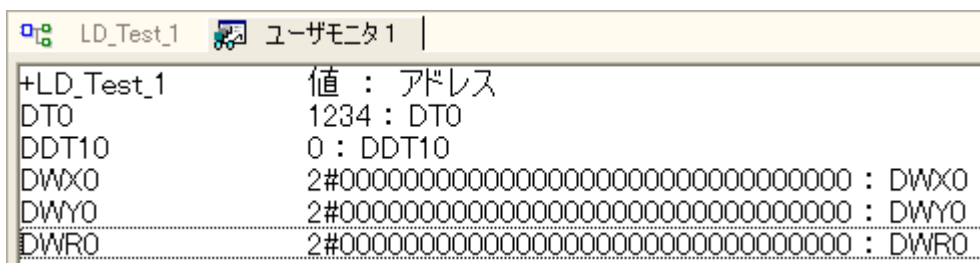 LD_Test_1 ユーザモニタ1
+LD_Test_1 値 : アドレス
DT0 1234 : DT0
DDT10 0 : DDT10
DWX0 2#00000000000000000000000000000000 : DWX0
DWY0 2#00000000000000000000000000000000 : DWY0
DWR0 2#00000000000000000000000000000000 : DWR0